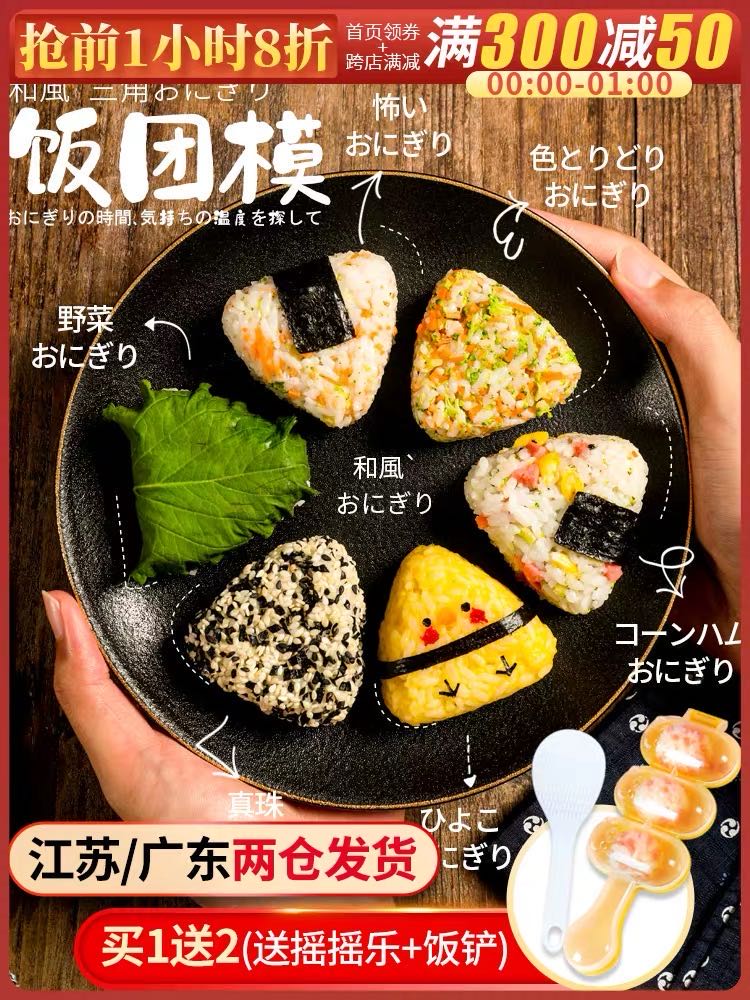 抢前1小时8折
首页领券
+
跨店满减
满300减50
00:00-01:00
和風 三角おにぎり
饭团模
おにぎりの時間、気持ちの温度を探して
怖い
おにぎり
色とりどり
おにぎり
野菜
おにぎり
和風`
おにぎり
コーンハム
おにぎり
真珠
ひよこ
にぎり
江苏/广东两仓发货
买1送2(送摇摇乐+饭铲)